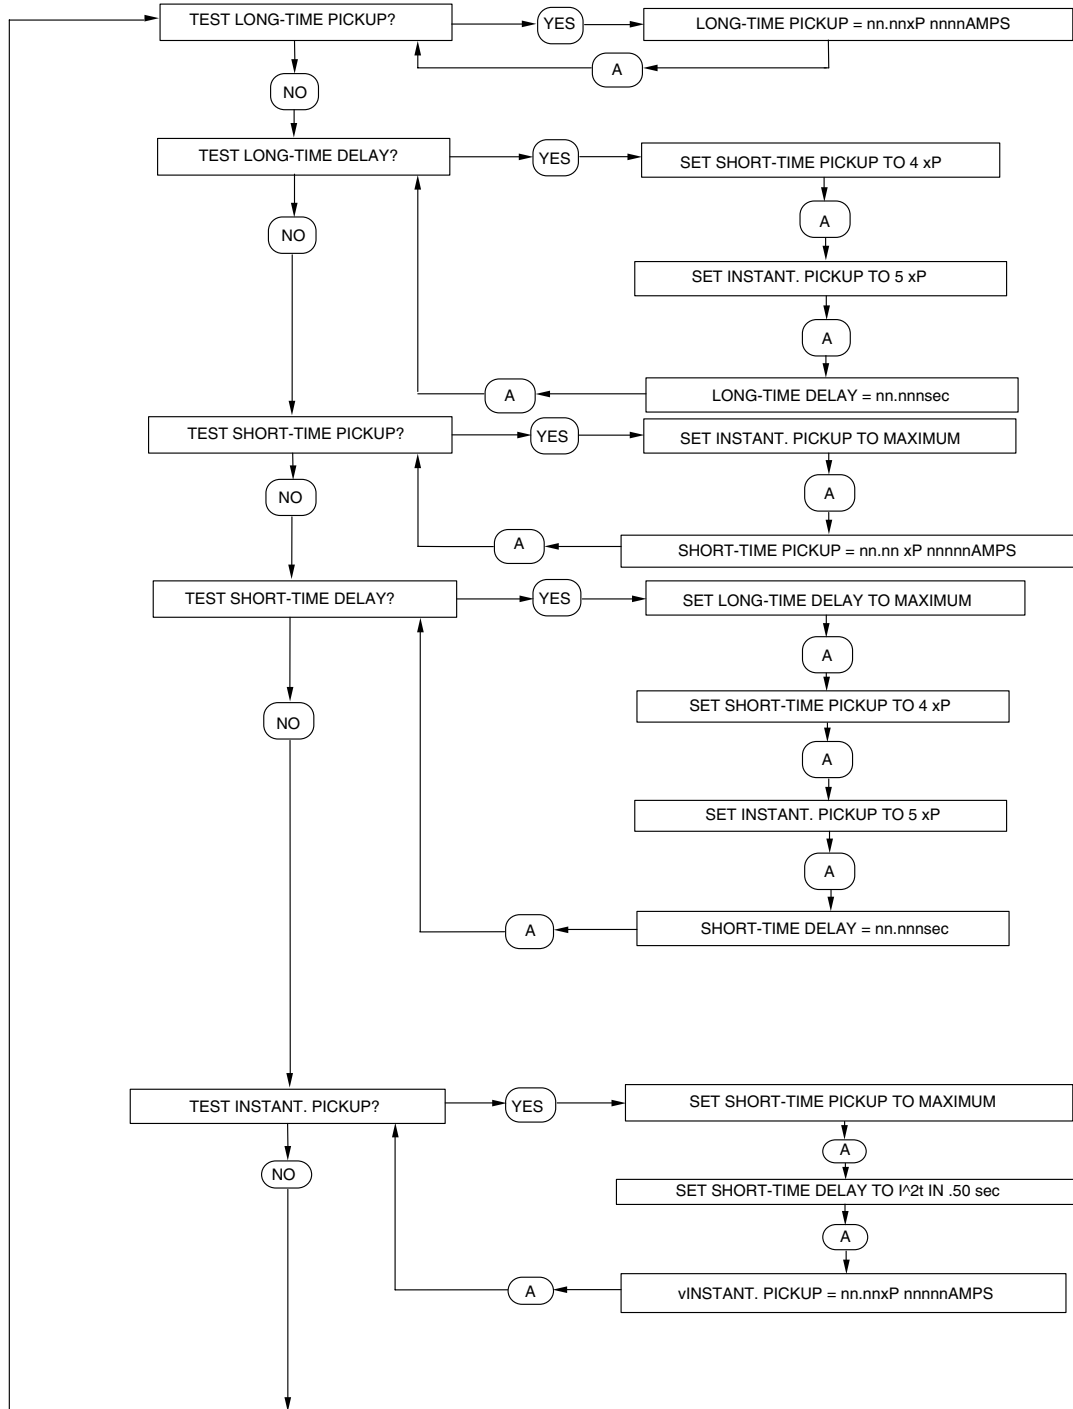 TEST LONG-TIME PICKUP?
YES
LONG-TIME PICKUP = nn.nnxP nnnnAMPS
A
NO
TEST LONG-TIME DELAY?
YES
SET SHORT-TIME PICKUP TO 4 xP
NO
A
SET INSTANT. PICKUP TO 5 xP
A
A
LONG-TIME DELAY = nn.nnnsec
TEST SHORT-TIME PICKUP?
YES
SET INSTANT. PICKUP TO MAXIMUM
NO
A
A
SHORT-TIME PICKUP = nn.nn xP nnnnnAMPS
TEST SHORT-TIME DELAY?
YES
SET LONG-TIME DELAY TO MAXIMUM
A
SET SHORT-TIME PICKUP TO 4 xP
NO
A
SET INSTANT. PICKUP TO 5 xP
A
A
SHORT-TIME DELAY = nn.nnnsec
TEST INSTANT. PICKUP?
YES
SET SHORT-TIME PICKUP TO MAXIMUM
A
NO
SET SHORT-TIME DELAY TO I^2t IN .50 sec
A
A
vINSTANT. PICKUP = nn.nnxP nnnnnAMPS